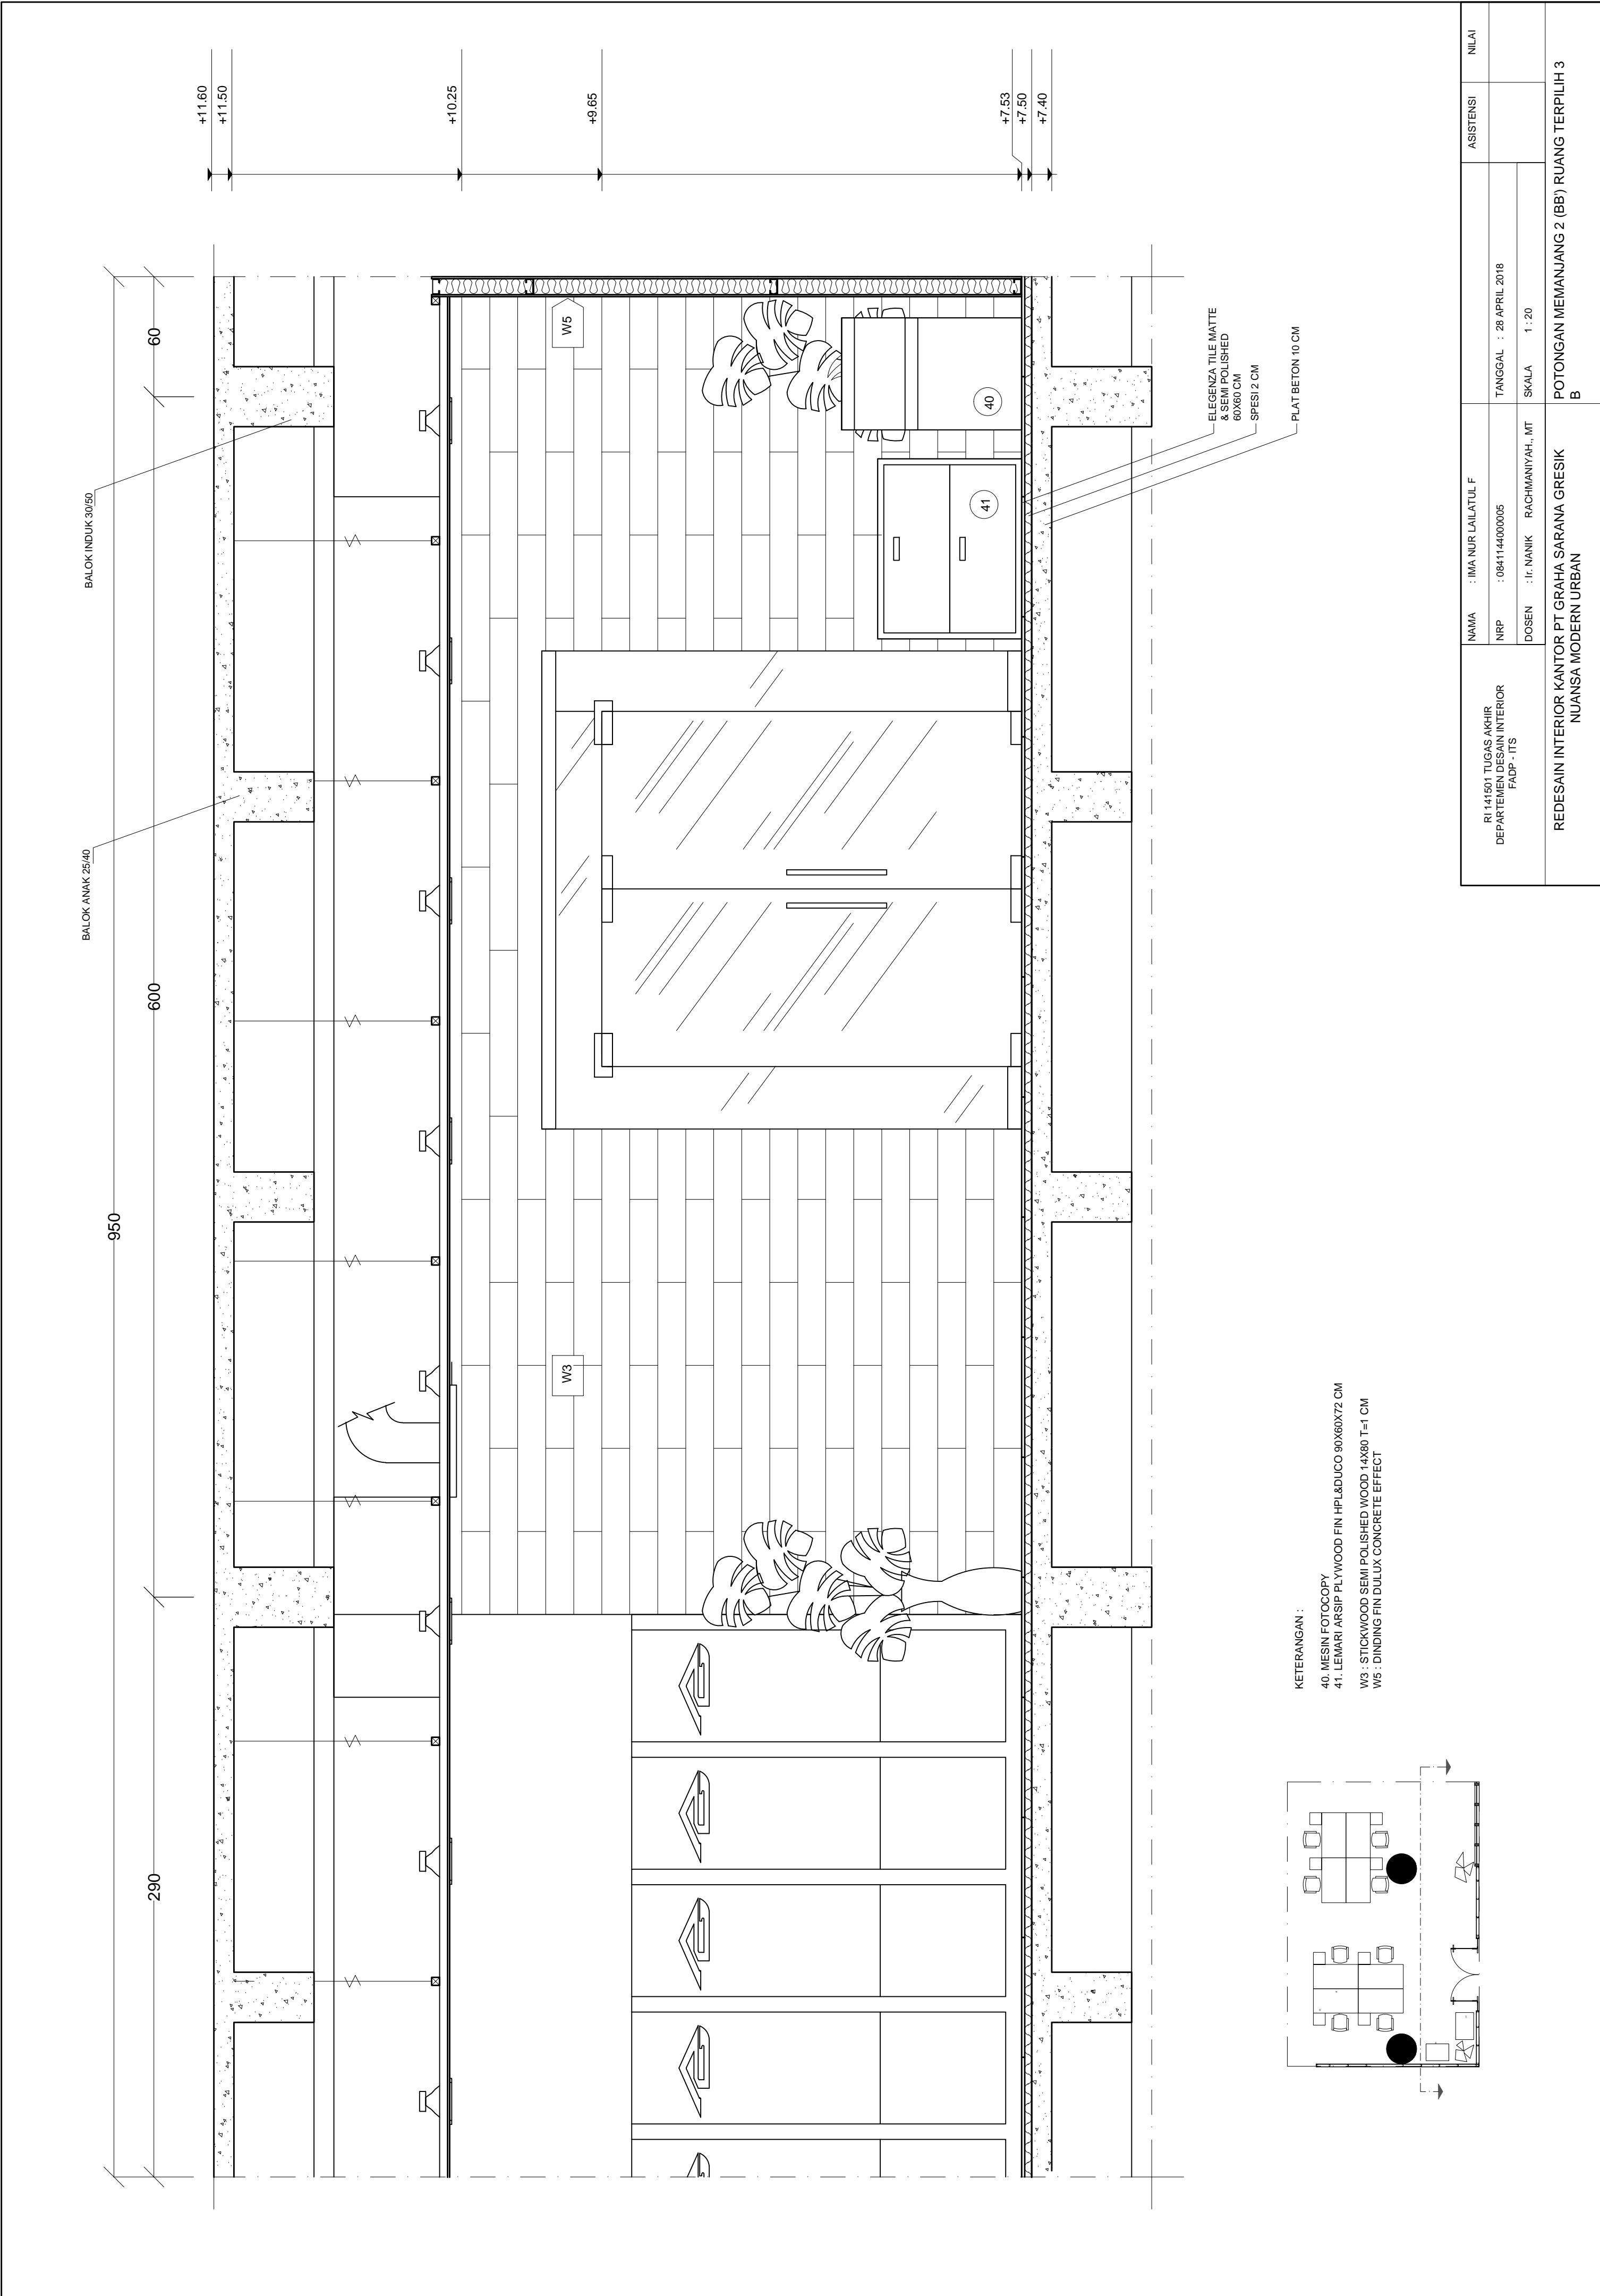 950
290
600
60
BALOK ANAK 25/40
BALOK INDUK 30/50
+11.60
+11.50
+10.25
+9.65
+7.53
+7.50
+7.40
W3
W5
41
40
ELEGENZA TILE MATTE
& SEMI POLISHED
60X60 CM
SPESI 2 CM
PLAT BETON 10 CM
KETERANGAN :
40. MESIN FOTOCOPY
41. LEMARI ARSIP PLYWOOD FIN HPL&DUCO 90X60X72 CM
W3 : STICKWOOD SEMI POLISHED WOOD 14X80 T=1 CM
W5 : DINDING FIN DULUX CONCRETE EFFECT
RI 141501 TUGAS AKHIR
DEPARTEMEN DESAIN INTERIOR
FADP - ITS
NAMA : IMA NUR LAILATUL F
NRP : 0841144000005
DOSEN : Ir. NANIK RACHMANIYAH., MT
TANGGAL : 28 APRIL 2018
SKALA 1 : 20
ASISTENSI
NILAI
REDESAIN INTERIOR KANTOR PT GRAHA SARANA GRESIK
NUANSA MODERN URBAN
POTONGAN MEMANJANG 2 (BB') RUANG TERPILIH 3
B